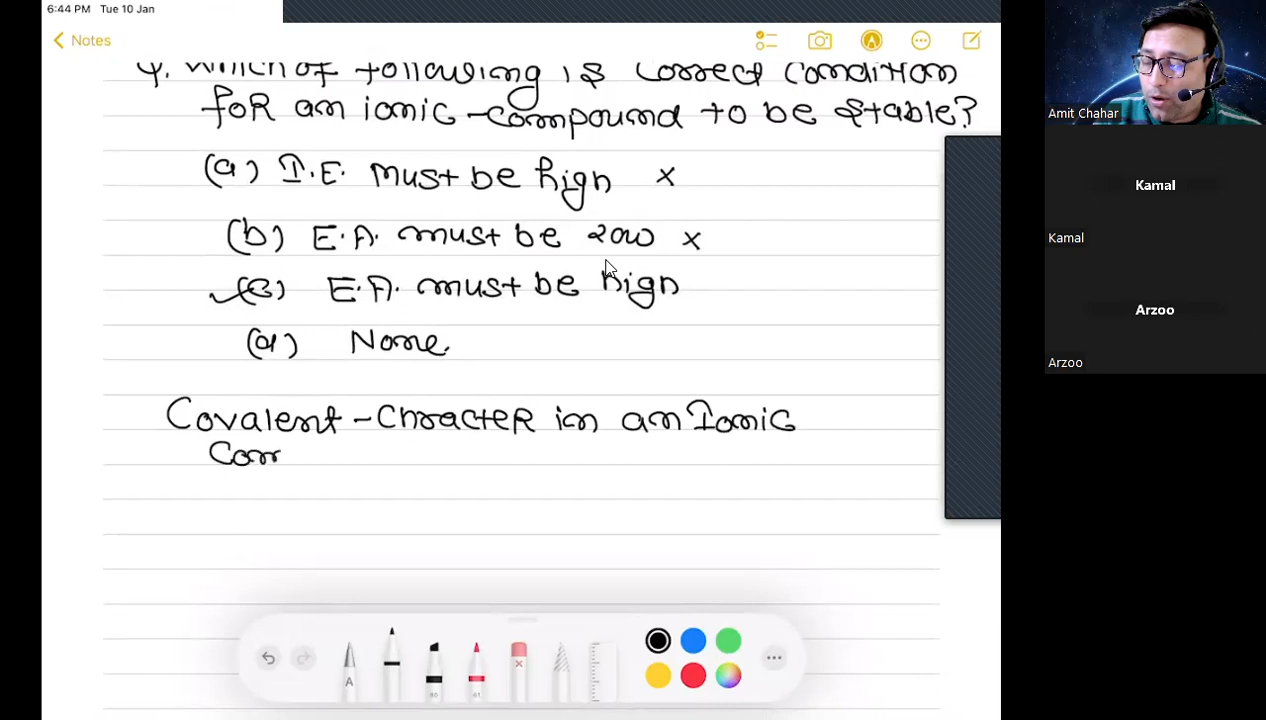 6:44 PM Tue 10 Jan
Notes
Q. Which of following is correct condition
for an ionic-compound to be stable?
(a) I.E. must be high ×
(b) E.A. must be low ×
(c) E.A. must be high
(d) None.
Covalent-Chracter in an Ionic
Com
A
80
Amit Chahar
Kamal
Kamal
Arzoo
Arzoo